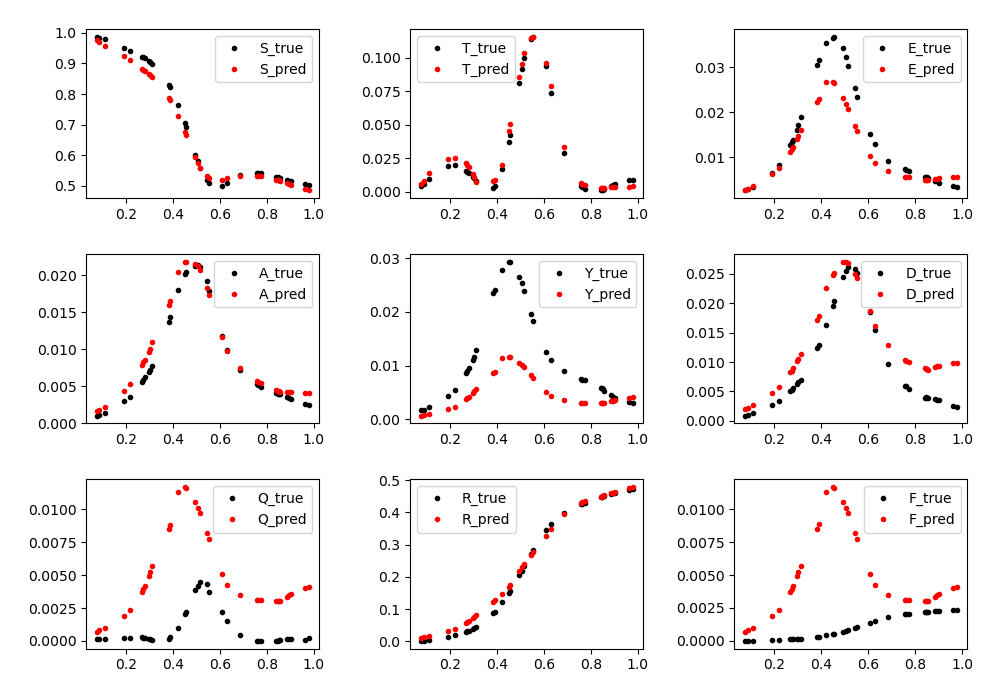 1.0
0.9
0.8
0.7
0.6
0.5
0.2 0.4 0.6 0.8 1.0
S_true
S_pred
0.100
0.075
0.050
0.025
0.000
0.2 0.4 0.6 0.8 1.0
T_true
T_pred
0.03
0.02
0.01
0.2 0.4 0.6 0.8 1.0
E_true
E_pred
0.020
0.015
0.010
0.005
0.000
0.2 0.4 0.6 0.8 1.0
A_true
A_pred
0.03
0.02
0.01
0.00
0.2 0.4 0.6 0.8 1.0
Y_true
Y_pred
0.025
0.020
0.015
0.010
0.005
0.000
0.2 0.4 0.6 0.8 1.0
D_true
D_pred
0.0100
0.0075
0.0050
0.0025
0.0000
0.2 0.4 0.6 0.8 1.0
Q_true
Q_pred
0.5
0.4
0.3
0.2
0.1
0.0
0.2 0.4 0.6 0.8 1.0
R_true
R_pred
0.0100
0.0075
0.0050
0.0025
0.0000
0.2 0.4 0.6 0.8 1.0
F_true
F_pred